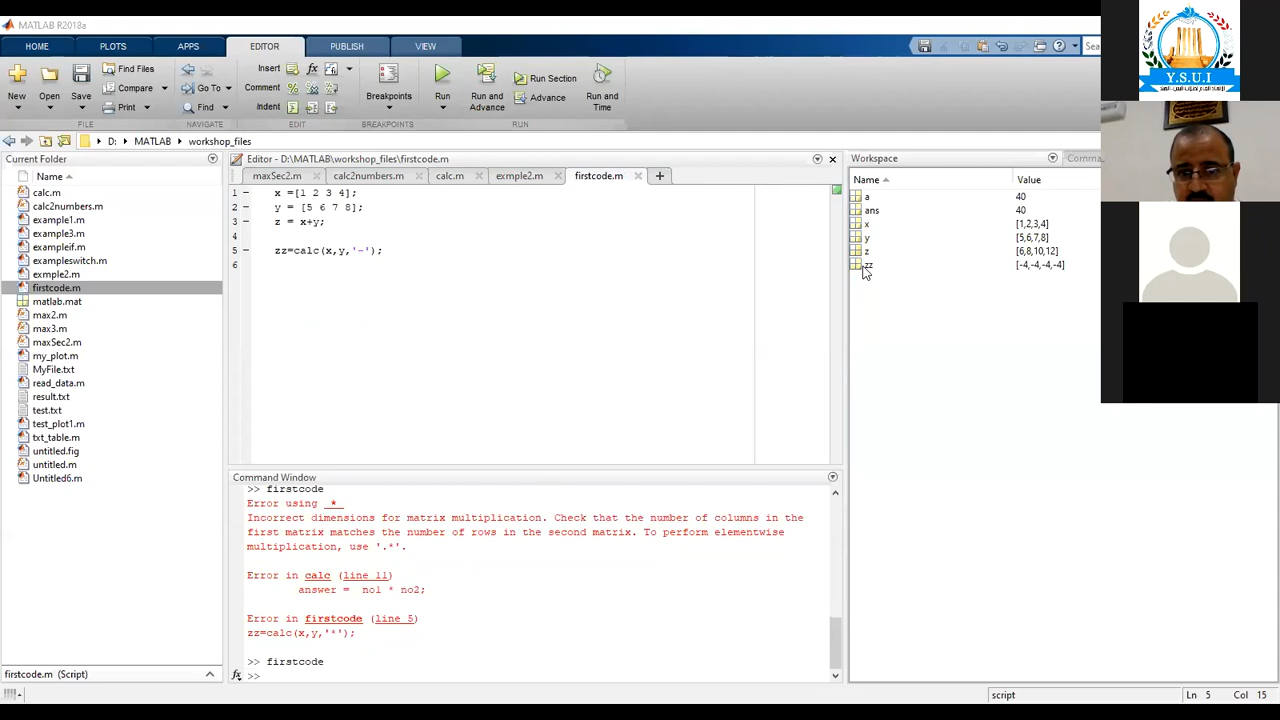 MATLAB R2018a
HOME PLOTS APPS EDITOR PUBLISH VIEW
New Open Save Find Files Compare Print
Go To Find
Insert fx
Comment
Indent
Breakpoints
Run Run and Advance Run Section Advance Run and Time
FILE NAVIGATE EDIT BREAKPOINTS RUN
D: MATLAB workshop_files
Current Folder
Name
calc.m
calc2numbers.m
example1.m
example3.m
exampleif.m
exampleswitch.m
exmple2.m
firstcode.m
matlab.mat
max2.m
max3.m
maxSec2.m
my_plot.m
MyFile.txt
read_data.m
result.txt
test.txt
test_plot1.m
txt_table.m
untitled.fig
untitled.m
Untitled6.m
firstcode.m (Script)
Editor - D:\MATLAB\workshop_files\firstcode.m
maxSec2.m calc2numbers.m calc.m exmple2.m firstcode.m
1 x =[1 2 3 4];
2 y = [5 6 7 8];
3 z = x+y;
4
5 zz=calc(x,y,'-');
6
Command Window
>> firstcode
Error using *
Incorrect dimensions for matrix multiplication. Check that the number of columns in the
first matrix matches the number of rows in the second matrix. To perform elementwise
multiplication, use '.*'.
Error in calc (line 11)
answer = no1 * no2;
Error in firstcode (line 5)
zz=calc(x,y,'*');
>> firstcode
fx >>
Workspace
Name Value
a 40
ans 40
x [1,2,3,4]
y [5,6,7,8]
z [6,8,10,12]
zz [-4,-4,-4,-4]
script Ln 5 Col 15
Y.S.U.I